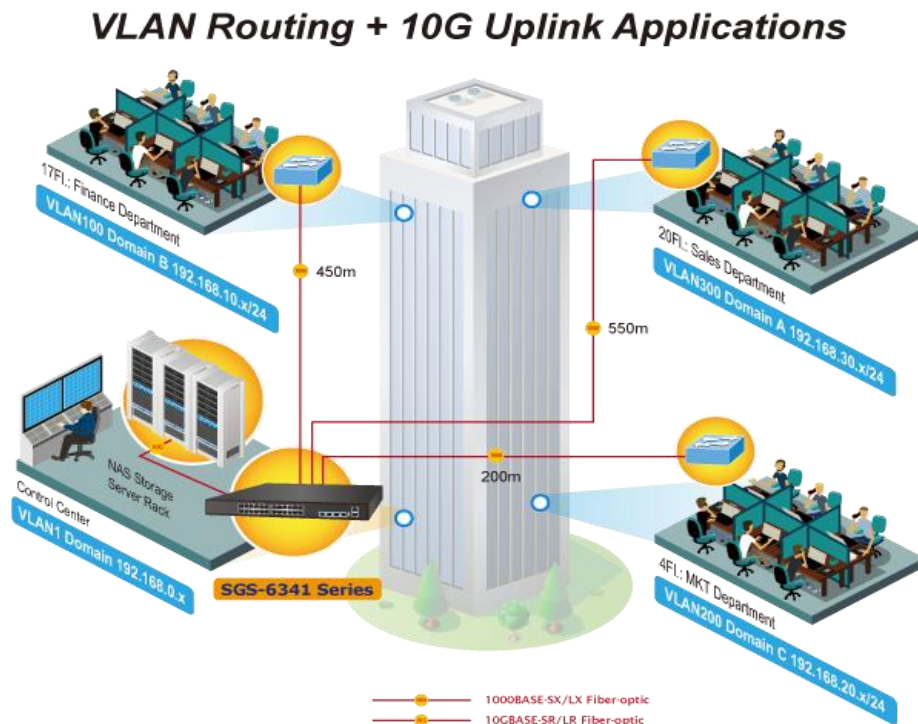 VLAN Routing + 10G Uplink Applications
17Fl.: Finance Department
VLAN100 Domain B 192.168.10.x/24
450m
550m
20Fl.: Sales Department
VLAN300 Domain A 192.168.30.x/24
NAS Storage
Server Rack
Control Center
VLAN1 Domain 192.168.0.x
SGS-6341 Series
200m
4Fl.: MKT Department
VLAN200 Domain C 192.168.20.x/24
1000BASE-SX/LX Fiber-optic
10GBASE-SR/LR Fiber-optic